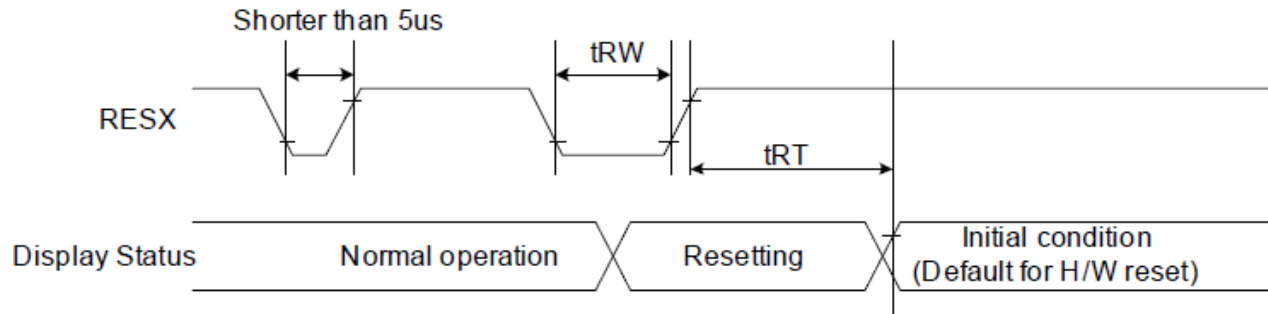 Shorter than 5us
tRW
RESX
tRT
Display Status
Normal operation
Resetting
Initial condition
(Default for H/W reset)